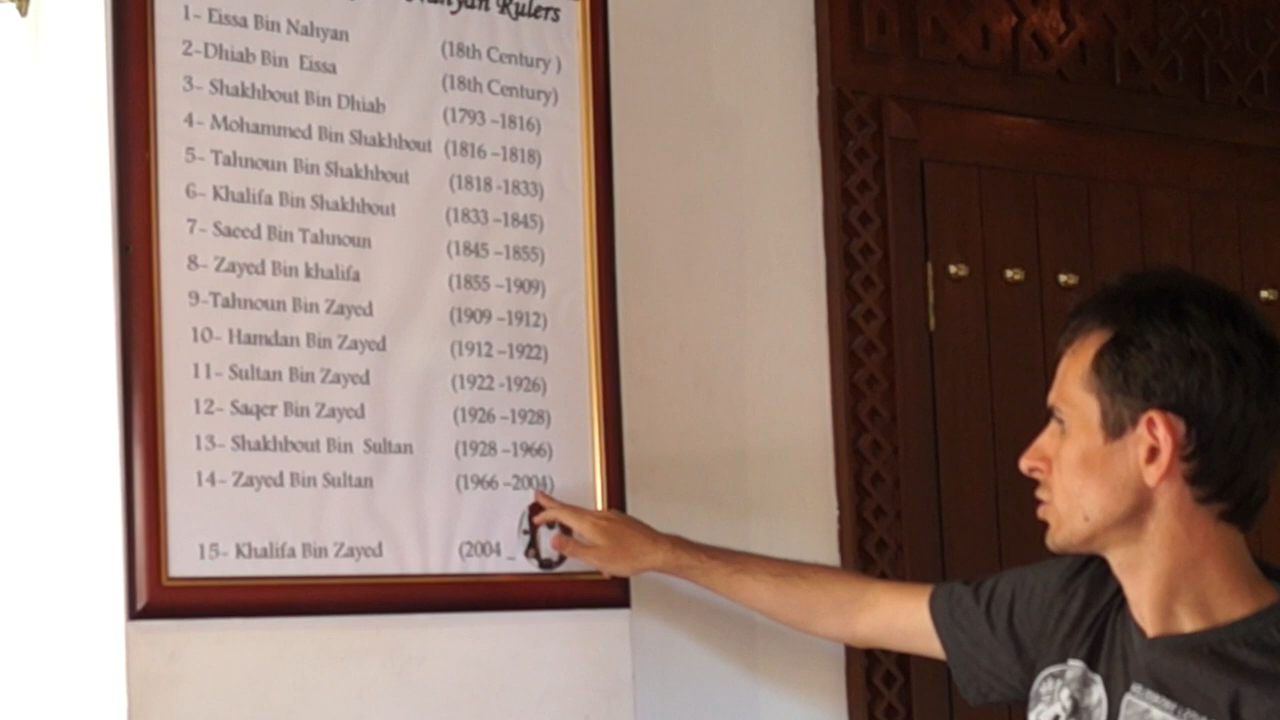 Nahyan Rulers
1- Eissa Bin Nahyan (18th Century )
2-Dhiab Bin Eissa (18th Century)
3- Shakhbout Bin Dhiab (1793 –1816)
4- Mohammed Bin Shakhbout (1816 –1818)
5- Tahnoun Bin Shakhbout (1818 -1833)
6- Khalifa Bin Shakhbout (1833 –1845)
7- Saeed Bin Tahnoun (1845 –1855)
8- Zayed Bin khalifa (1855 –1909)
9-Tahnoun Bin Zayed (1909 –1912)
10- Hamdan Bin Zayed (1912 –1922)
11- Sultan Bin Zayed (1922 -1926)
12- Saqer Bin Zayed (1926 –1928)
13- Shakhbout Bin Sultan (1928 –1966)
14- Zayed Bin Sultan (1966 –2004)
15- Khalifa Bin Zayed (2004 _